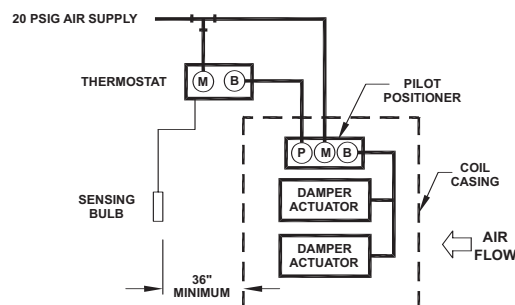 20 PSIG AIR SUPPLY
THERMOSTAT
M
B
PILOT
POSITIONER
P
M
B
COIL
CASING
SENSING
BULB
DAMPER
ACTUATOR
DAMPER
ACTUATOR
AIR
FLOW
36"
MINIMUM